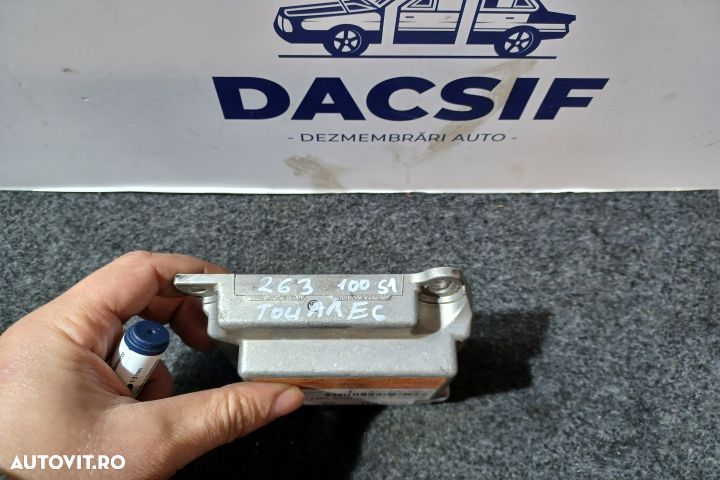 DACSIF
- DEZMEMBRĂRI AUTO -
263 100 51
TOUAREC
AUTOVIT.RO